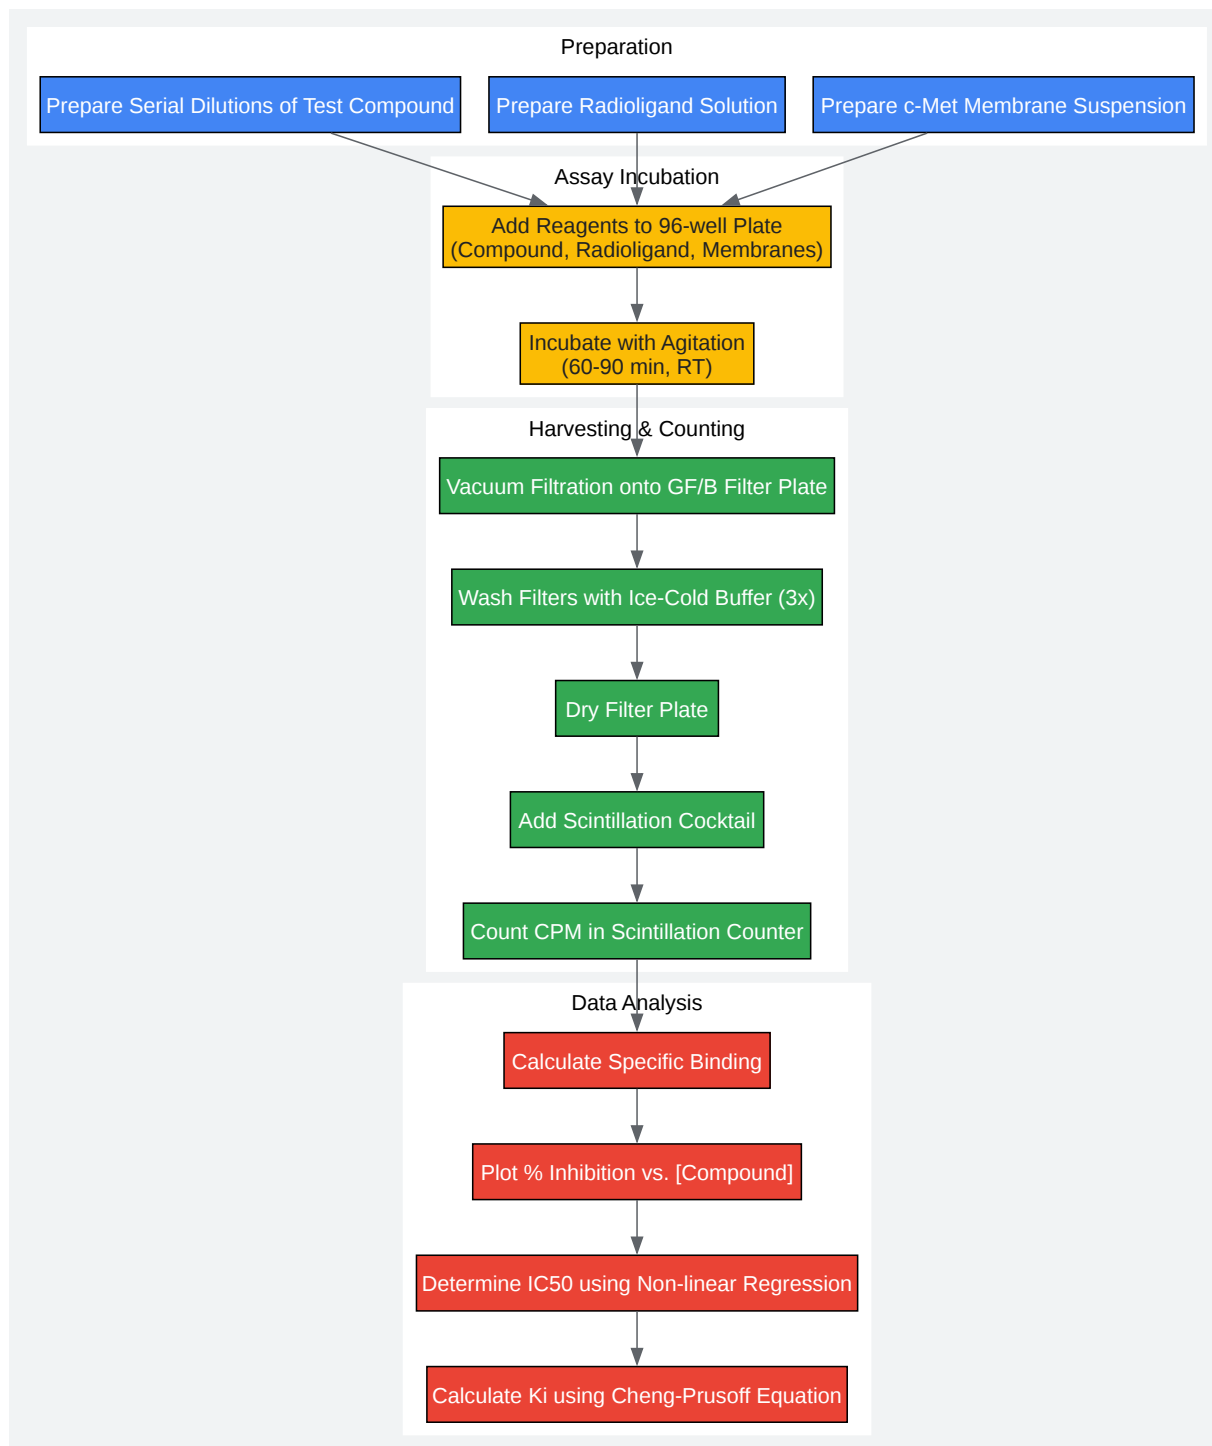 Preparation
Prepare Serial Dilutions of Test Compound
Prepare Radioligand Solution
Prepare c-Met Membrane Suspension
Assay Incubation
Add Reagents to 96-well Plate
(Compound, Radioligand, Membranes)
Incubate with Agitation
(60-90 min, RT)
Harvesting & Counting
Vacuum Filtration onto GF/B Filter Plate
Wash Filters with Ice-Cold Buffer (3x)
Dry Filter Plate
Add Scintillation Cocktail
Count CPM in Scintillation Counter
Data Analysis
Calculate Specific Binding
Plot % Inhibition vs. [Compound]
Determine IC50 using Non-linear Regression
Calculate Ki using Cheng-Prusoff Equation